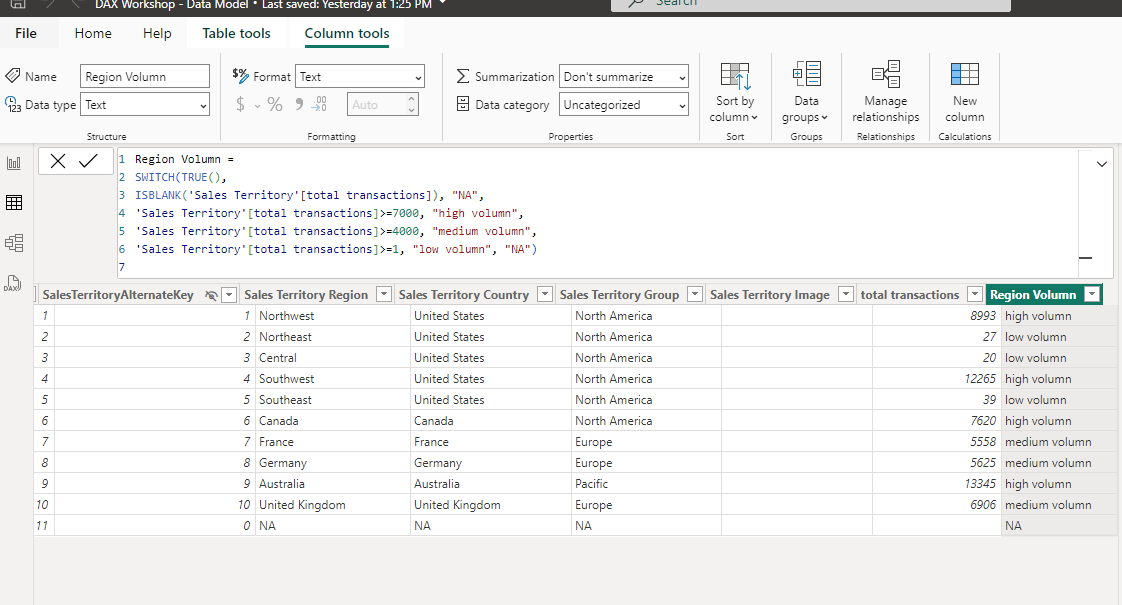 DAX Workshop - Data Model • Last saved: Yesterday at 1:25 PM
Search
File Home Help Table tools Column tools
Name Region Volumn
Data type Text
Structure
$% Format Text
$ % 9 .00
Auto
Formatting
Summarization Don't summarize
Data category Uncategorized
Properties
Sort by
column
Sort
Data
groups
Groups
Manage
relationships
Relationships
New
column
Calculations
1 Region Volumn =
2 SWITCH(TRUE(),
3 ISBLANK('Sales Territory'[total transactions]), "NA",
4 'Sales Territory'[total transactions]>=7000, "high volumn",
5 'Sales Territory'[total transactions]>=4000, "medium volumn",
6 'Sales Territory'[total transactions]>=1, "low volumn", "NA")
7
DAX
SalesTerritoryAlternateKey Sales Territory Region Sales Territory Country Sales Territory Group Sales Territory Image total transactions Region Volumn
1 1 Northwest United States North America 8993 high volumn
2 2 Northeast United States North America 27 low volumn
3 3 Central United States North America 20 low volumn
4 4 Southwest United States North America 12265 high volumn
5 5 Southeast United States North America 39 low volumn
6 6 Canada Canada North America 7620 high volumn
7 7 France France Europe 5558 medium volumn
8 8 Germany Germany Europe 5625 medium volumn
9 9 Australia Australia Pacific 13345 high volumn
10 10 United Kingdom United Kingdom Europe 6906 medium volumn
11 0 NA NA NA NA